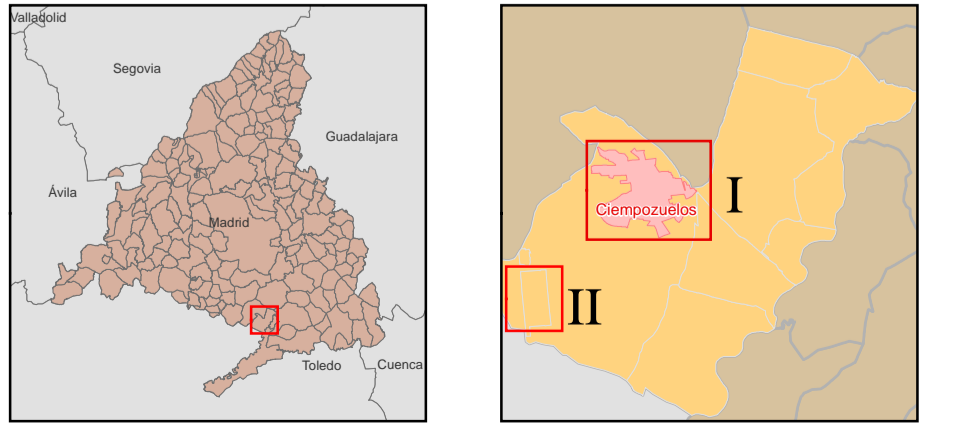 Valladolid
Segovia
Guadalajara
Ávila
Madrid
Toledo
Cuenca
Ciempozuelos
I
II